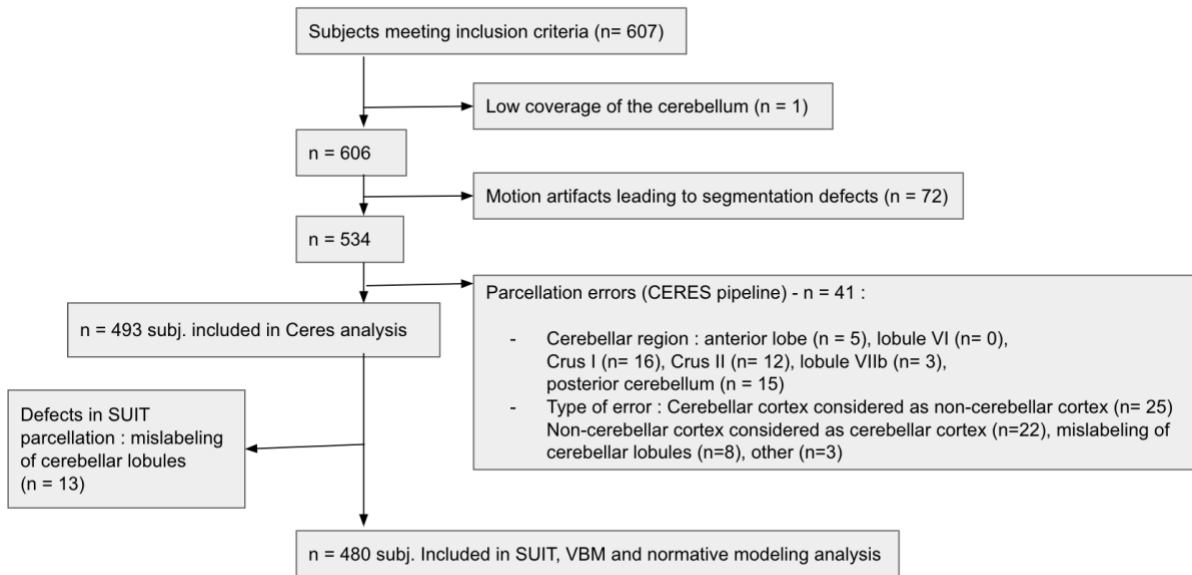 Subjects meeting inclusion criteria (n= 607)
Low coverage of the cerebellum (n = 1)
n = 606
Motion artifacts leading to segmentation defects (n = 72)
n = 534
Parcellation errors (CERES pipeline) - n = 41 :
- Cerebellar region : anterior lobe (n = 5), lobule VI (n= 0),
Crus I (n= 16), Crus II (n= 12), lobule VIIb (n= 3),
posterior cerebellum (n = 15)
- Type of error : Cerebellar cortex considered as non-cerebellar cortex (n= 25)
Non-cerebellar cortex considered as cerebellar cortex (n=22), mislabeling of
cerebellar lobules (n=8), other (n=3)
n = 493 subj. included in Ceres analysis
Defects in SUIT
parcellation : mislabeling
of cerebellar lobules
(n = 13)
n = 480 subj. Included in SUIT, VBM and normative modeling analysis